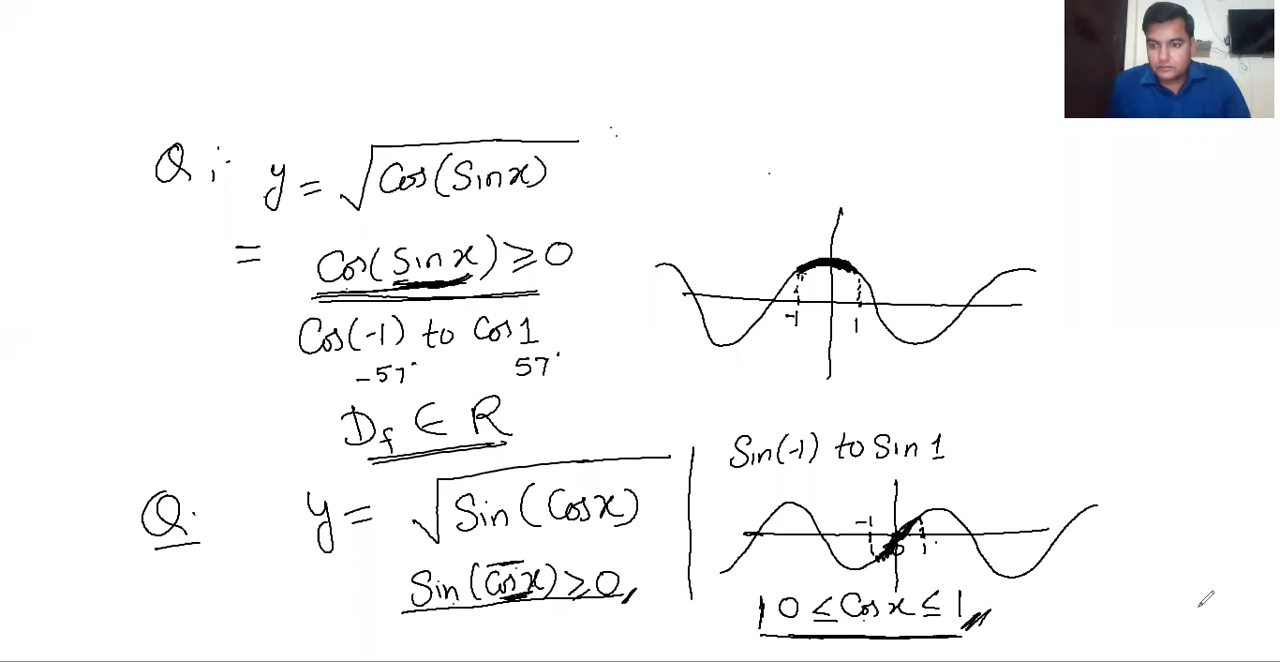 Q:- y = √Cos(Sinx)
= Cos(Sinx) ≥ 0
-1 1
Cos(-1) to Cos1
-57° 57°
Df ∈ R
Q. y = √Sin(Cosx)
Sin(Cosx) ≥ 0
Sin(-1) to Sin 1
-1 0 1
0 ≤ Cosx ≤ 1